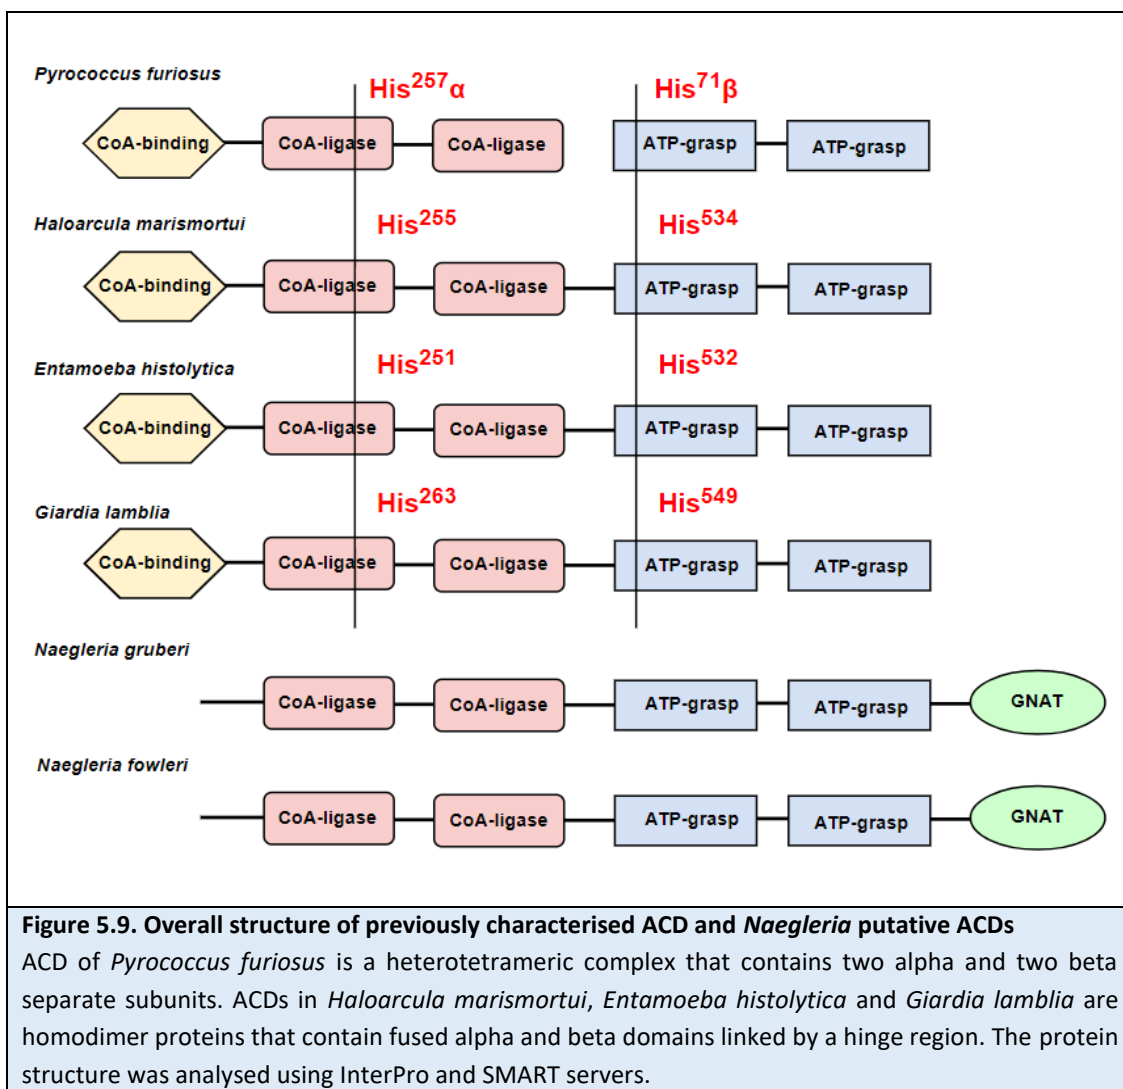 Pyrococcus furiosus
His257α His71β
CoA-binding CoA-ligase CoA-ligase ATP-grasp ATP-grasp
Haloarcula marismortui
His255 His534
CoA-binding CoA-ligase CoA-ligase ATP-grasp ATP-grasp
Entamoeba histolytica
His251 His532
CoA-binding CoA-ligase CoA-ligase ATP-grasp ATP-grasp
Giardia lamblia
His263 His549
CoA-binding CoA-ligase CoA-ligase ATP-grasp ATP-grasp
Naegleria gruberi
CoA-ligase CoA-ligase ATP-grasp ATP-grasp GNAT
Naegleria fowleri
CoA-ligase CoA-ligase ATP-grasp ATP-grasp GNAT
Figure 5.9. Overall structure of previously characterised ACD and Naegleria putative ACDs
ACD of Pyrococcus furiosus is a heterotetrameric complex that contains two alpha and two beta
separate subunits. ACDs in Haloarcula marismortui, Entamoeba histolytica and Giardia lamblia are
homodimer proteins that contain fused alpha and beta domains linked by a hinge region. The protein
structure was analysed using InterPro and SMART servers.